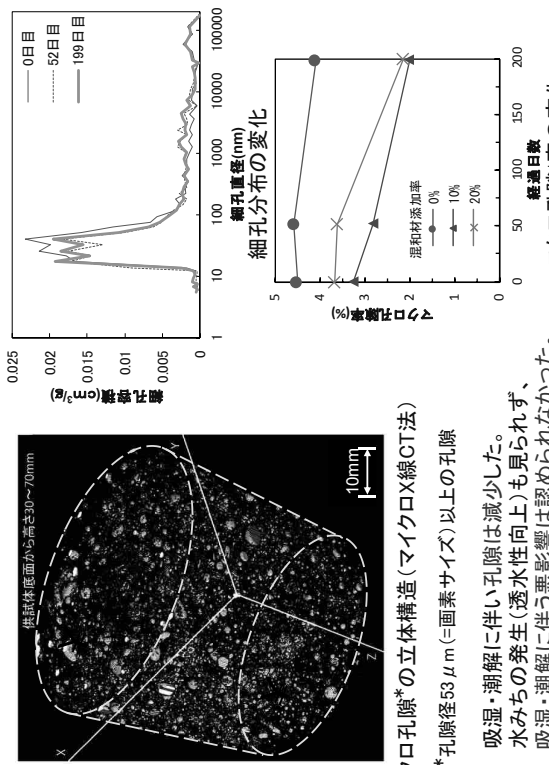 供試体底面から高さ30~70mm
X
Y
Z
10mm
ロ孔隙*の立体構造(マイクロX線CT法)
*孔隙径53μm(=画素サイズ)以上の孔隙
吸湿・潮解に伴い孔隙は減少した。
水みちの発生(透水性向上)も見られず、
吸湿・潮解に伴う悪影響は認められなかった。
細孔容積(cm³/g)
0.025
0.02
0.015
0.01
0.005
0
0日目
52日目
199日目
1
10
100
1000
10000
100000
細孔直径(nm)
細孔分布の変化
マクロ孔隙率(%)
5
4
3
2
1
0
混和材添加率
0%
10%
20%
0
50
100
150
200
経過日数